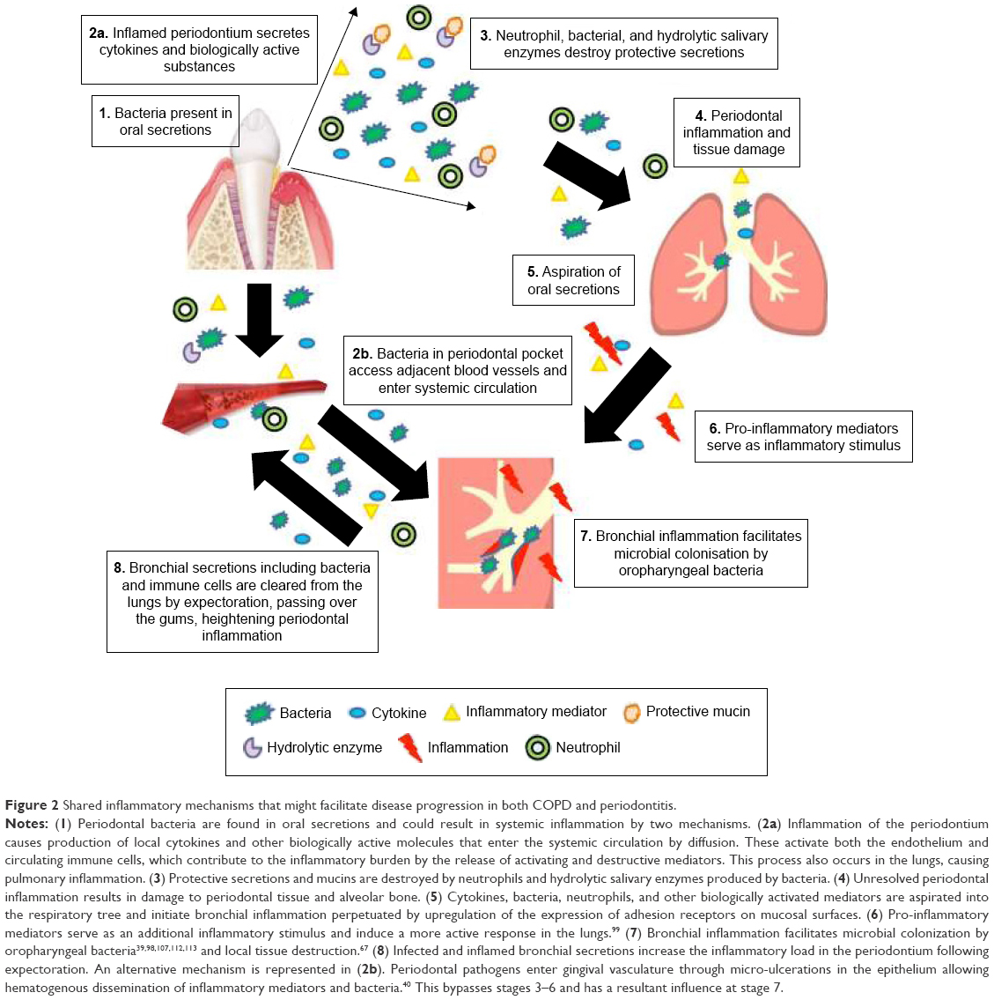 2a. Inflamed periodontium secretes
cytokines and biologically active
substances
1. Bacteria present in
oral secretions
3. Neutrophil, bacterial, and hydrolytic salivary
enzymes destroy protective secretions
4. Periodontal
inflammation and
tissue damage
5. Aspiration of
oral secretions
2b. Bacteria in periodontal pocket
access adjacent blood vessels and
enter systemic circulation
6. Pro-inflammatory mediators
serve as inflammatory stimulus
7. Bronchial inflammation facilitates
microbial colonisation by
oropharyngeal bacteria
8. Bronchial secretions including bacteria
and immune cells are cleared from the
lungs by expectoration, passing over
the gums, heightening periodontal
inflammation
Bacteria Cytokine Inflammatory mediator Protective mucin
Hydrolytic enzyme Inflammation Neutrophil
Figure 2 Shared inflammatory mechanisms that might facilitate disease progression in both COPD and periodontitis.
Notes: (1) Periodontal bacteria are found in oral secretions and could result in systemic inflammation by two mechanisms. (2a) Inflammation of the periodontium
causes production of local cytokines and other biologically active molecules that enter the systemic circulation by diffusion. These activate both the endothelium and
circulating immune cells, which contribute to the inflammatory burden by the release of activating and destructive mediators. This process also occurs in the lungs, causing
pulmonary inflammation. (3) Protective secretions and mucins are destroyed by neutrophils and hydrolytic salivary enzymes produced by bacteria. (4) Unresolved periodontal
inflammation results in damage to periodontal tissue and alveolar bone. (5) Cytokines, bacteria, neutrophils, and other biologically activated mediators are aspirated into
the respiratory tree and initiate bronchial inflammation perpetuated by upregulation of the expression of adhesion receptors on mucosal surfaces. (6) Pro-inflammatory
mediators serve as an additional inflammatory stimulus and induce a more active response in the lungs.⁹⁹ (7) Bronchial inflammation facilitates microbial colonization by
oropharyngeal bacteria³⁹,⁹⁸,¹⁰⁷,¹¹²,¹¹³ and local tissue destruction.⁶⁷ (8) Infected and inflamed bronchial secretions increase the inflammatory load in the periodontium following
expectoration. An alternative mechanism is represented in (2b). Periodontal pathogens enter gingival vasculature through micro-ulcerations in the epithelium allowing
hematogenous dissemination of inflammatory mediators and bacteria.⁴⁰ This bypasses stages 3–6 and has a resultant influence at stage 7.